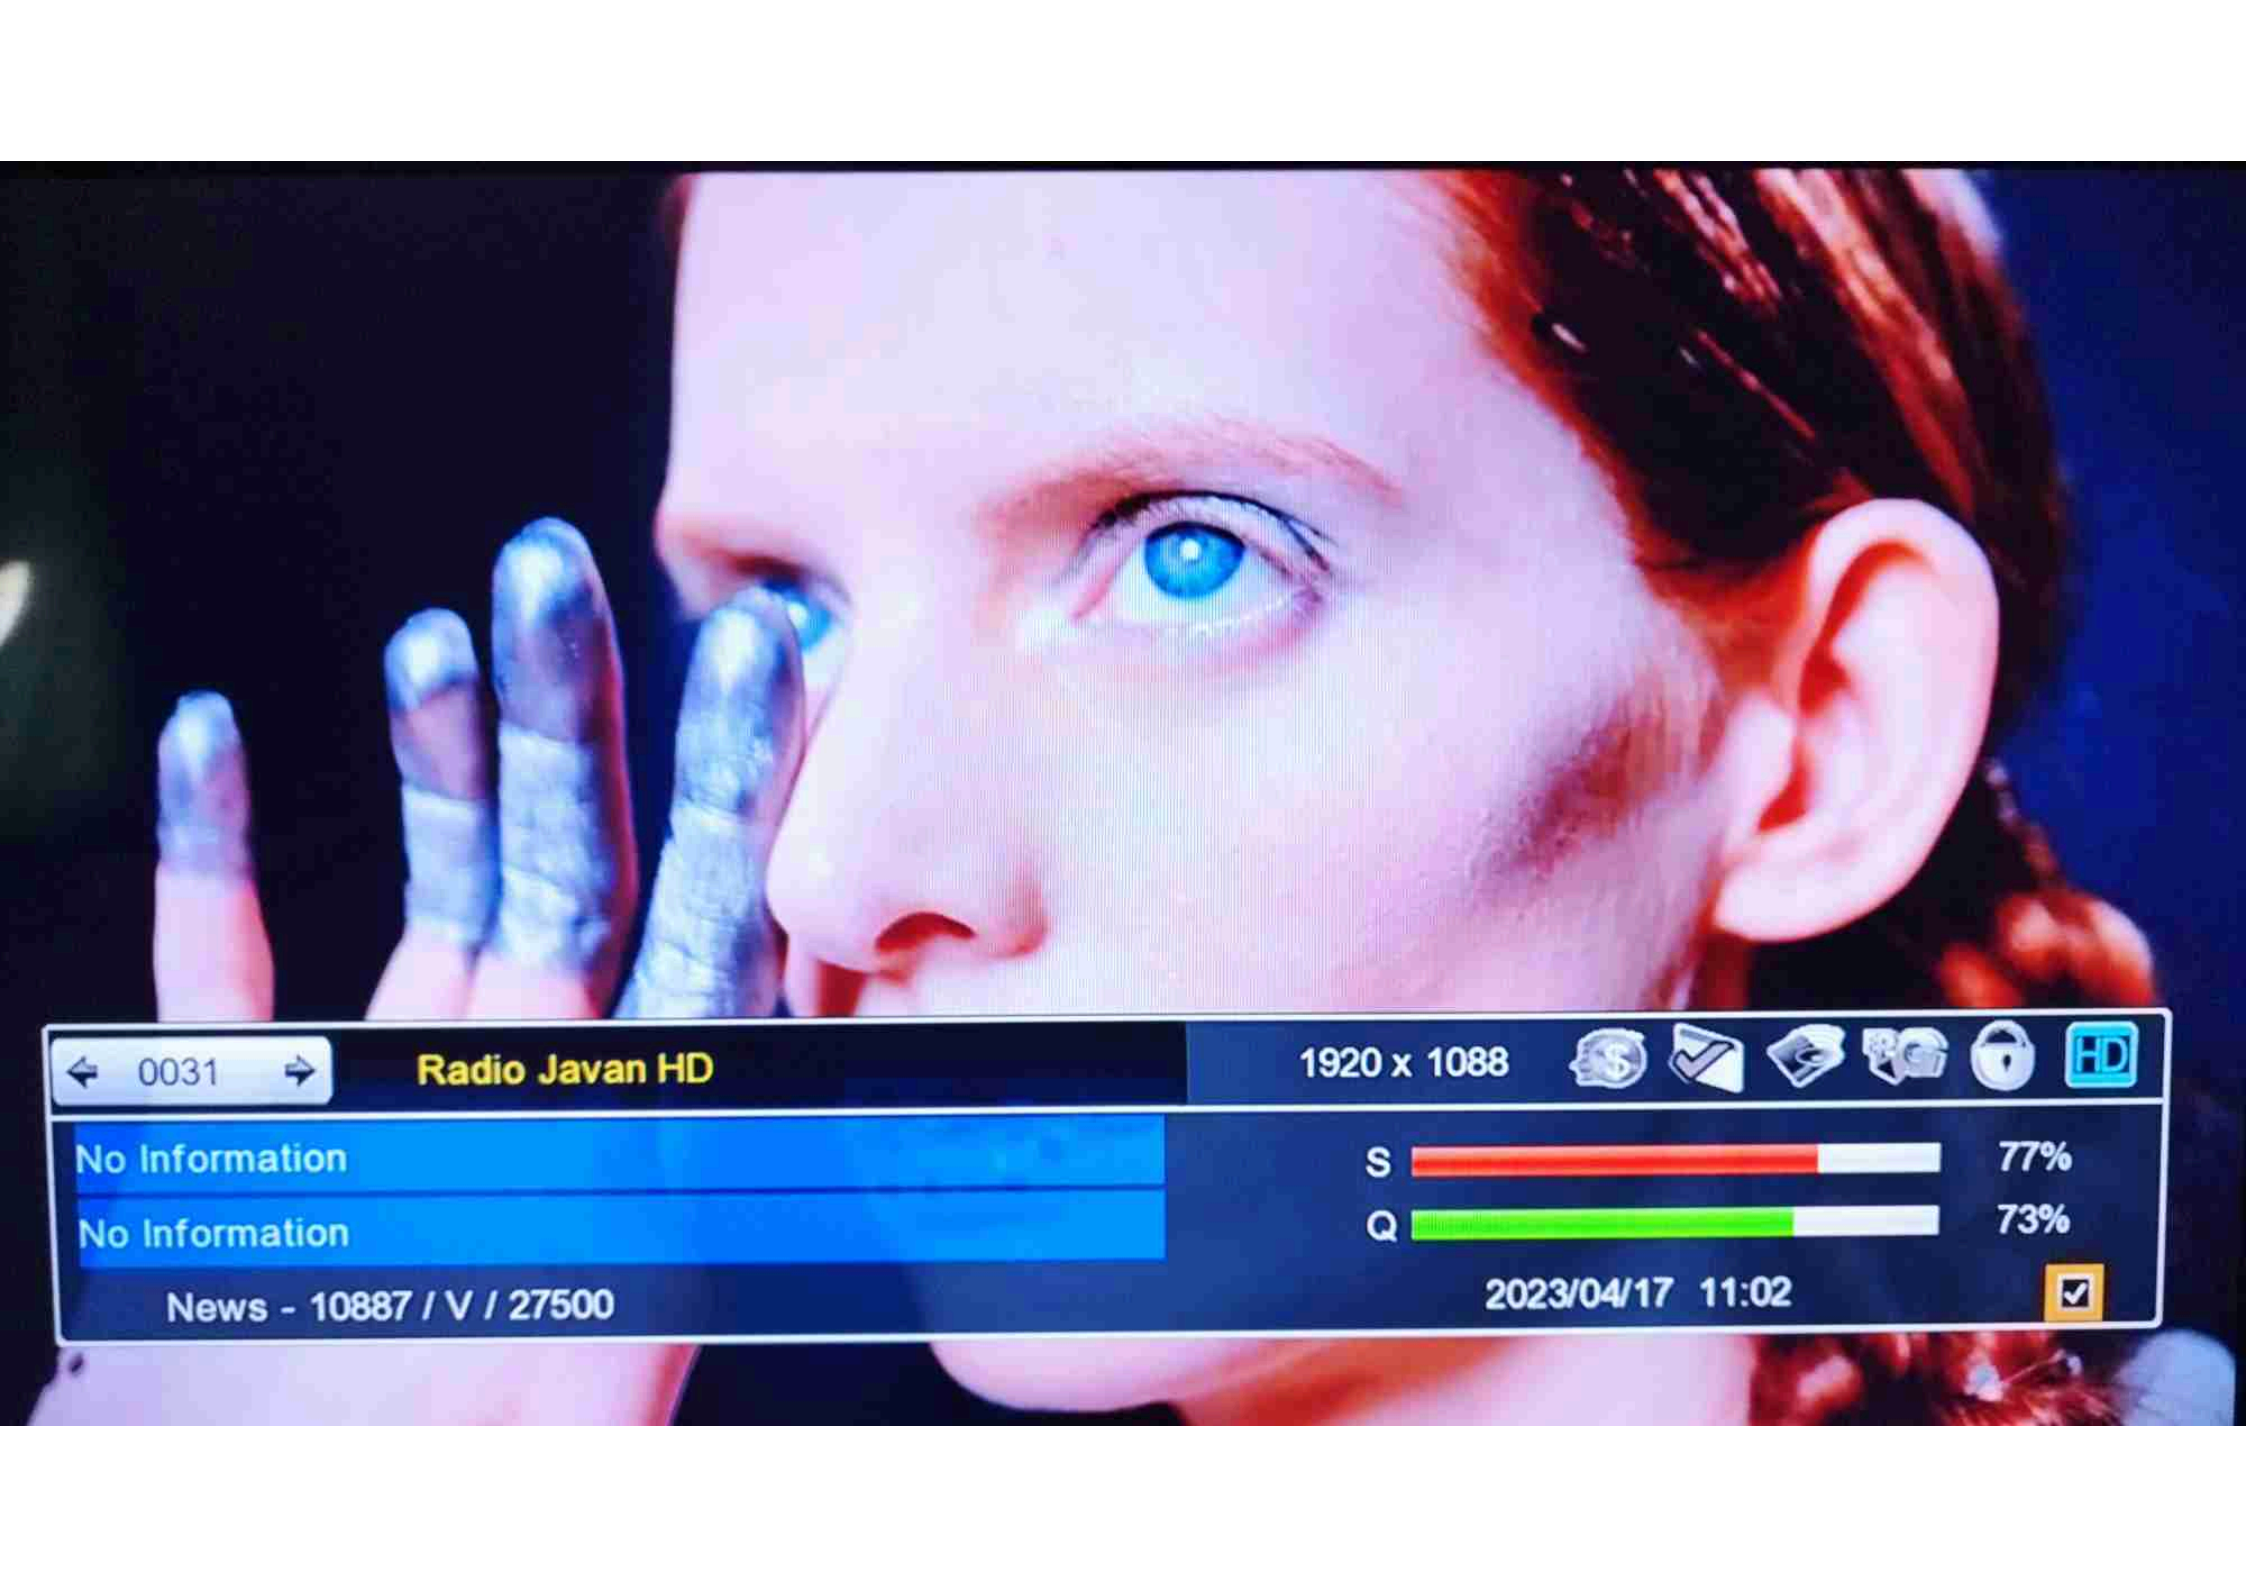 0031
Radio Javan HD
1920 x 1088
HD
No Information
S 77%
No Information
Q 73%
News - 10887 / V / 27500
2023/04/17 11:02